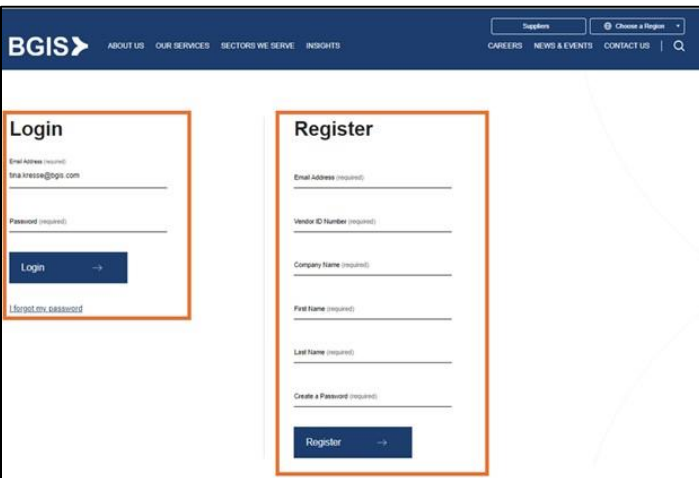 Suppliers
Choose a Region
BGIS
ABOUT US OUR SERVICES SECTORS WE SERVE INSIGHTS
CAREERS NEWS & EVENTS CONTACT US
Login
Email Address (required)
tina.kresse@bgis.com
Password (required)
Login
I forgot my password
Register
Email Address (required)
Vendor ID Number (required)
Company Name (required)
First Name (required)
Last Name (required)
Create a Password (required)
Register